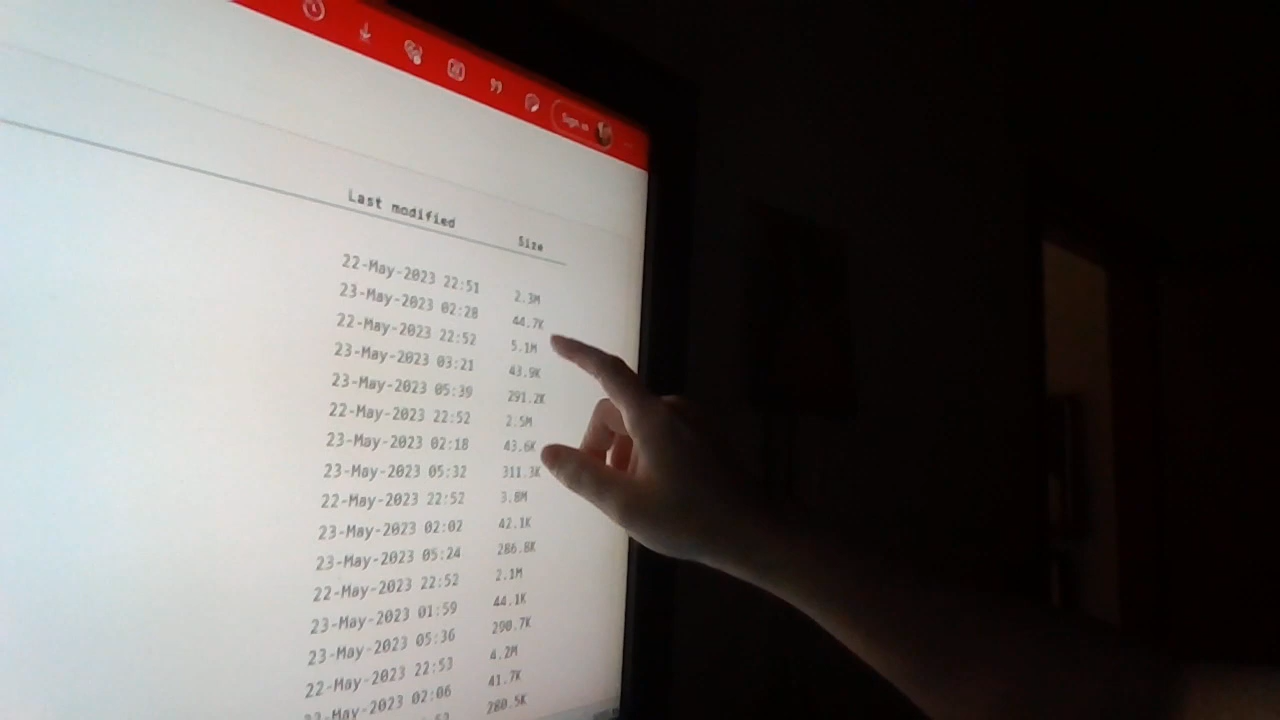 Sign in
Last modified Size
22-May-2023 22:51 2.3M
23-May-2023 02:28 44.7K
22-May-2023 22:52 5.1M
23-May-2023 03:21 43.9K
23-May-2023 05:39 291.2K
22-May-2023 22:52 2.5M
23-May-2023 02:18 43.6K
23-May-2023 05:32 311.3K
22-May-2023 22:52 3.8M
23-May-2023 02:02 42.1K
23-May-2023 05:24 286.8K
22-May-2023 22:52 2.1M
23-May-2023 01:59 44.1K
23-May-2023 05:36 290.7K
22-May-2023 22:53 4.2M
23-May-2023 02:06 41.7K
280.5K